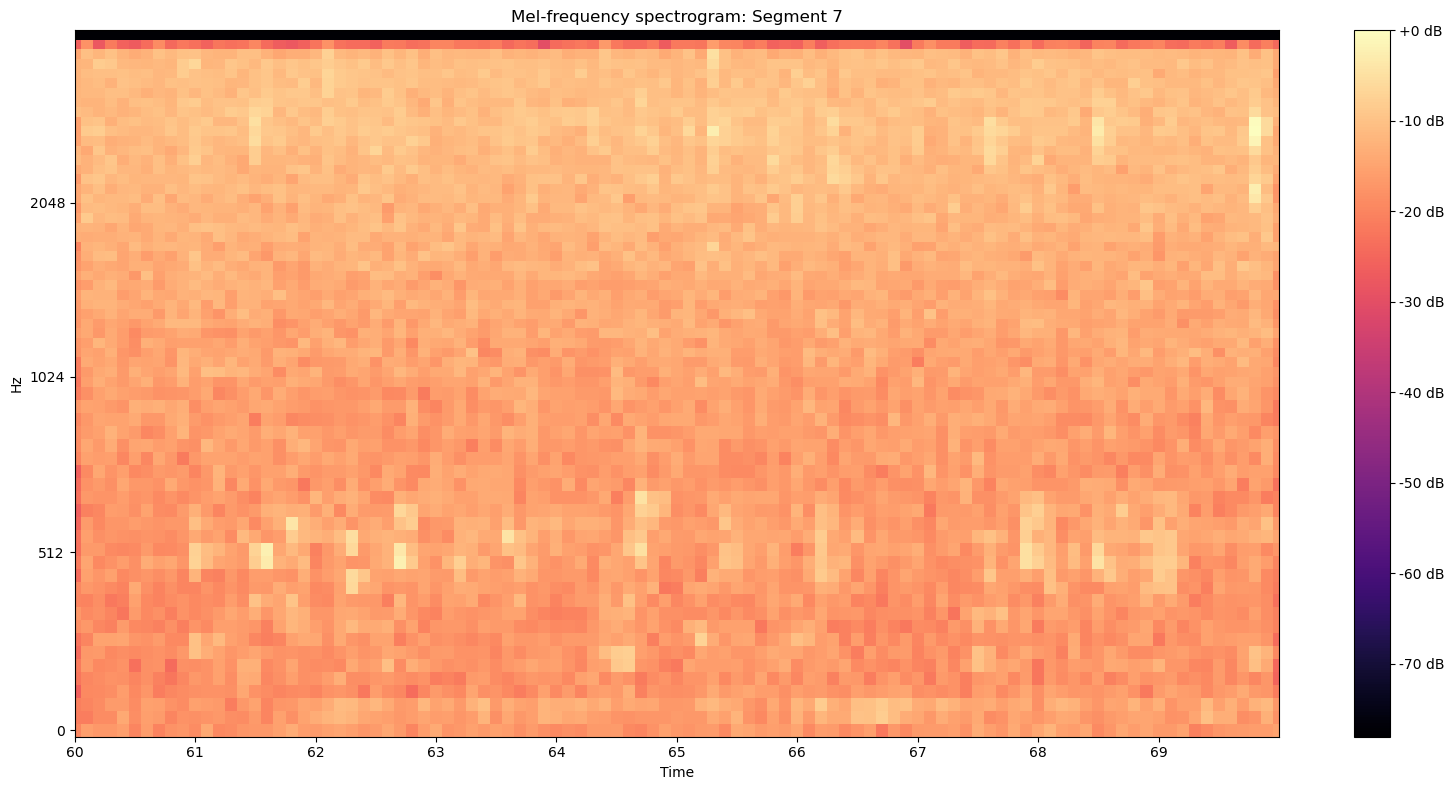 Mel-frequency spectrogram: Segment 7
+0 dB
-10 dB
-20 dB
-30 dB
-40 dB
-50 dB
-60 dB
-70 dB
Hz
2048
1024
512
0
60 61 62 63 64 65 66 67 68 69
Time